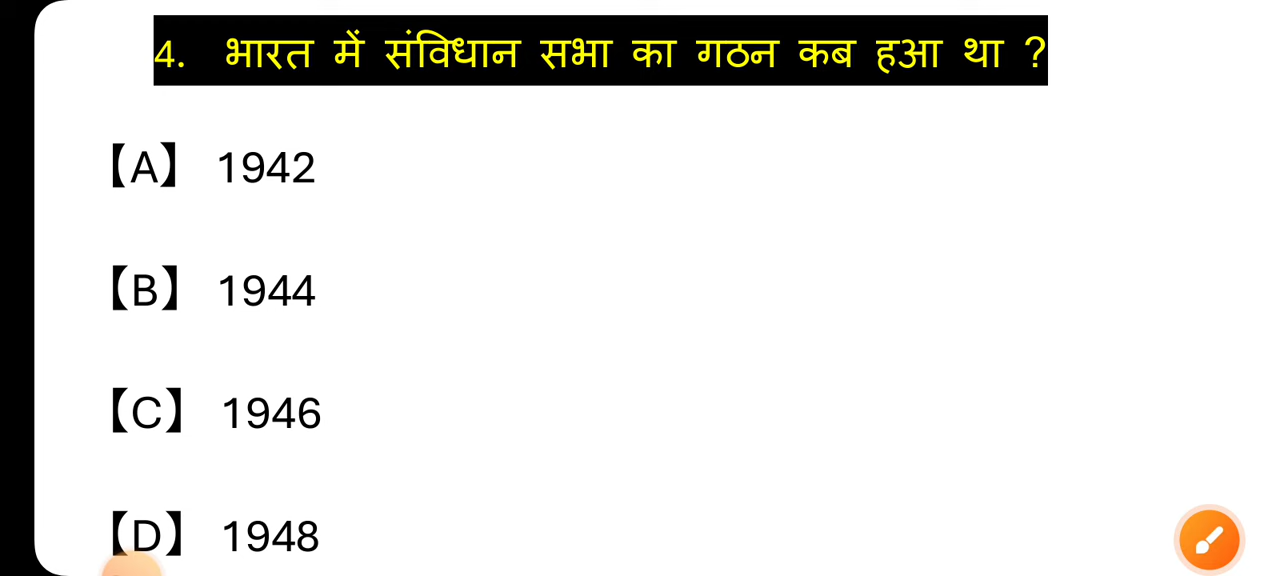 4. भारत में संविधान सभा का गठन कब हआ था ?
【A】 1942
【B】 1944
【C】 1946
【D】 1948